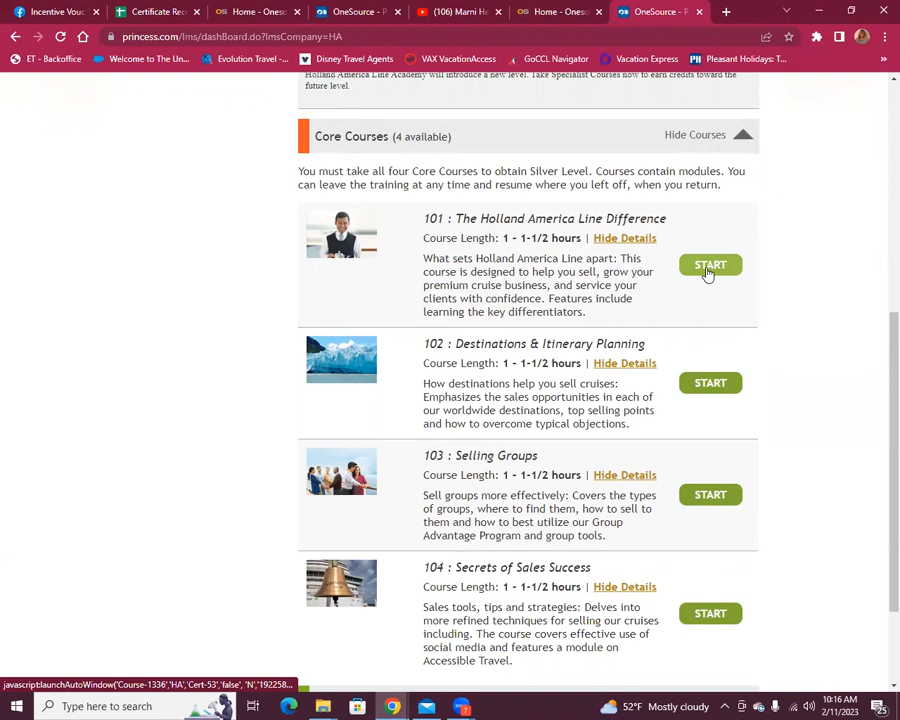 Incentive Vouc
Certificate Rec
Home - Oneso
OneSource - P
(106) Marni He
Home - Oneso
OneSource - P
princess.com/lms/dashBoard.do?lmsCompany=HA
ET - Backoffice
Welcome to The Un...
Evolution Travel -...
Disney Travel Agents
VAX VacationAccess
GoCCL Navigator
Vacation Express
Pleasant Holidays: T...
Holland America Line Academy will introduce a new level. Take Specialist Courses now to earn credits toward the
future level.
Core Courses (4 available)
Hide Courses
You must take all four Core Courses to obtain Silver Level. Courses contain modules. You
can leave the training at any time and resume where you left off, when you return.
101 : The Holland America Line Difference
Course Length: 1 - 1-1/2 hours | Hide Details
What sets Holland America Line apart: This
course is designed to help you sell, grow your
premium cruise business, and service your
clients with confidence. Features include
learning the key differentiators.
START
102 : Destinations & Itinerary Planning
Course Length: 1 - 1-1/2 hours | Hide Details
How destinations help you sell cruises:
Emphasizes the sales opportunities in each of
our worldwide destinations, top selling points
and how to overcome typical objections.
START
103 : Selling Groups
Course Length: 1 - 1-1/2 hours | Hide Details
Sell groups more effectively: Covers the types
of groups, where to find them, how to sell to
them and how to best utilize our Group
Advantage Program and group tools.
START
104 : Secrets of Sales Success
Course Length: 1 - 1-1/2 hours | Hide Details
Sales tools, tips and strategies: Delves into
more refined techniques for selling our cruises
including. The course covers effective use of
social media and features a module on
Accessible Travel.
START
javascript:launchAutoWindow('Course-1336','HA','Cert-53','false', 'N','192258...
Type here to search
52°F Mostly cloudy
10:16 AM
2/11/2023
25